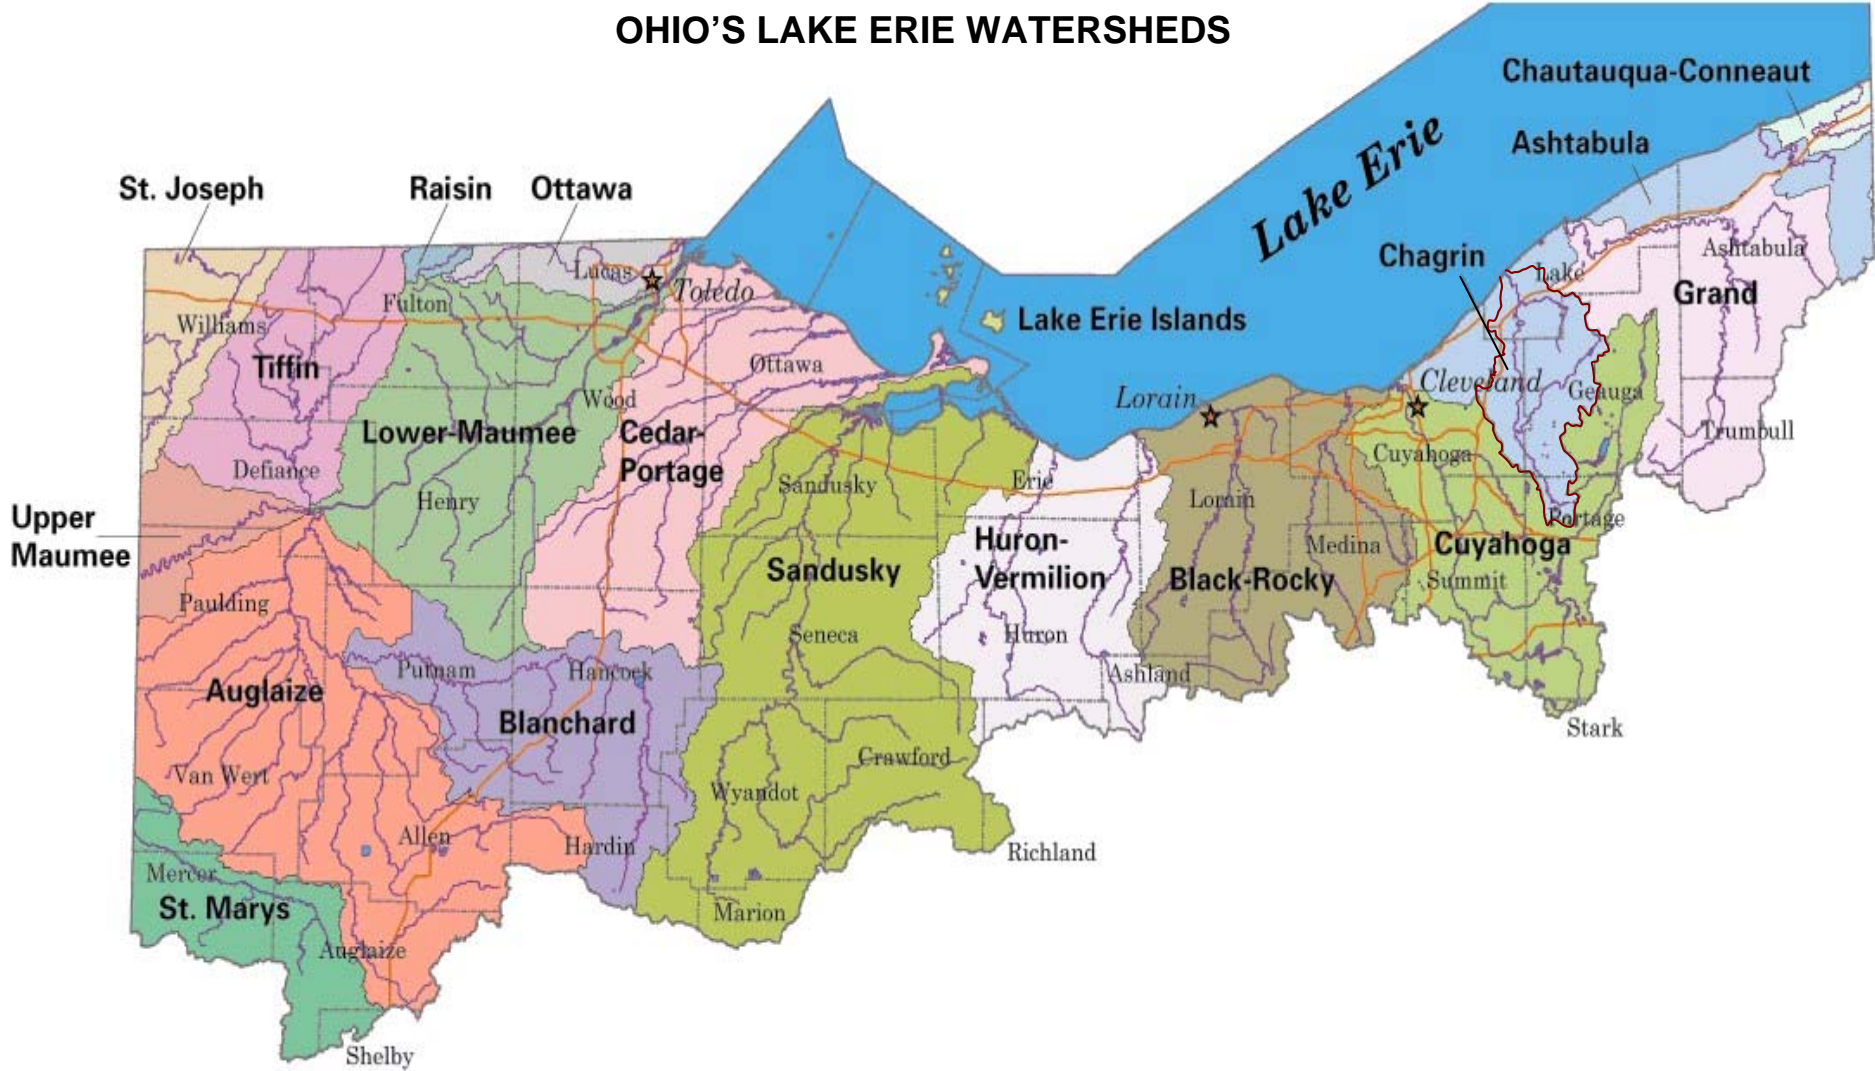 OHIO'S LAKE ERIE WATERSHEDS
Chautauqua-Conneaut
Ashtabula
Lake Erie
St. Joseph
Raisin
Ottawa
Chagrin
Lake
Ashtabula
Grand
Lucas
Toledo
Fulton
Williams
Lake Erie Islands
Tiffin
Ottawa
Wood
Lorain
Cleveland
Geauga
Trumbull
Lower-Maumee
Cedar-
Portage
Defiance
Henry
Sandusky
Erie
Lorain
Cuyahoga
Medina
Portage
Upper
Maumee
Huron-
Vermilion
Sandusky
Black-Rocky
Cuyahoga
Summit
Paulding
Seneca
Huron
Ashland
Putnam
Hancock
Auglaize
Blanchard
Stark
Van Wert
Wyandot
Crawford
Allen
Hardin
Richland
Mercer
St. Marys
Marion
Auglaize
Shelby